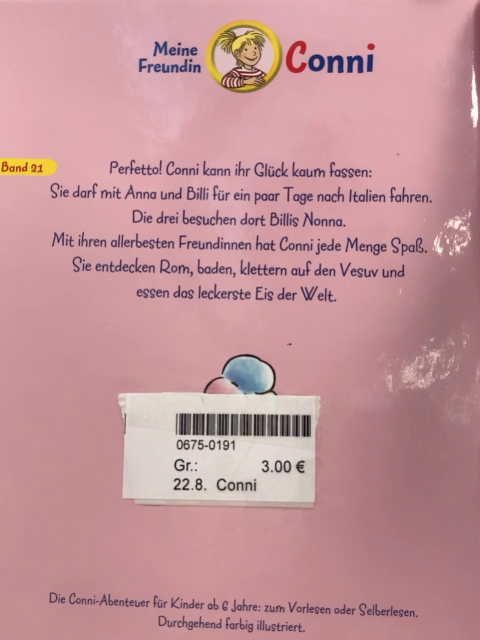 Meine
Freundin
Conni
Band 21
Perfetto! Conni kann ihr Glück kaum fassen:
Sie darf mit Anna und Billi für ein paar Tage nach Italien fahren.
Die drei besuchen dort Billis Nonna.
Mit ihren allerbesten Freundinnen hat Conni jede Menge Spaß.
Sie entdecken Rom, baden, klettern auf den Vesuv und
essen das leckerste Eis der Welt.
0675-0191
Gr.: 3.00 €
22.8. Conni
Die Conni-Abenteuer für Kinder ab 6 Jahre: zum Vorlesen oder Selberlesen.
Durchgehend farbig illustriert.